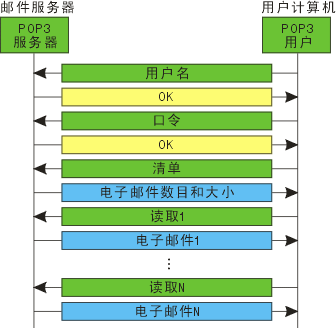 邮件服务器 用户计算机
POP3 POP3
服务器 用户
用户名
OK
口令
OK
清单
电子邮件数目和大小
读取1
电子邮件1
⋮
读取N
电子邮件N